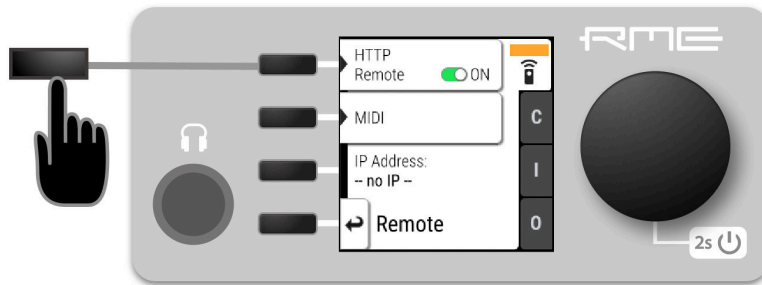 RME
HTTP
Remote ON
MIDI
C
IP Address:
-- no IP --
I
Remote
O
2s